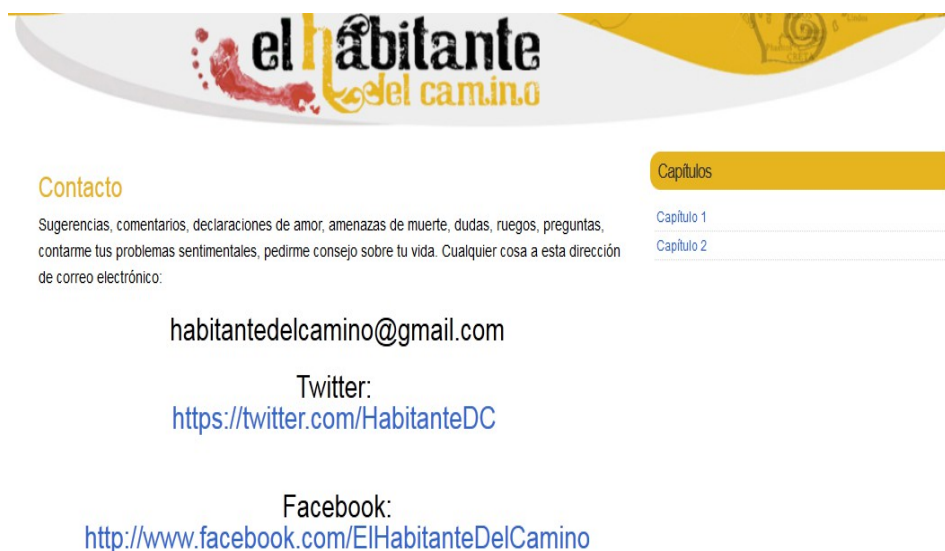 el habitante
del camino
Contacto
Sugerencias, comentarios, declaraciones de amor, amenazas de muerte, dudas, ruegos, preguntas,
contarme tus problemas sentimentales, pedirme consejo sobre tu vida. Cualquier cosa a esta dirección
de correo electrónico:
habitantedelcamino@gmail.com
Twitter:
https://twitter.com/HabitanteDC
Facebook:
http://www.facebook.com/ElHabitanteDelCamino
Capítulos
Capítulo 1
Capítulo 2